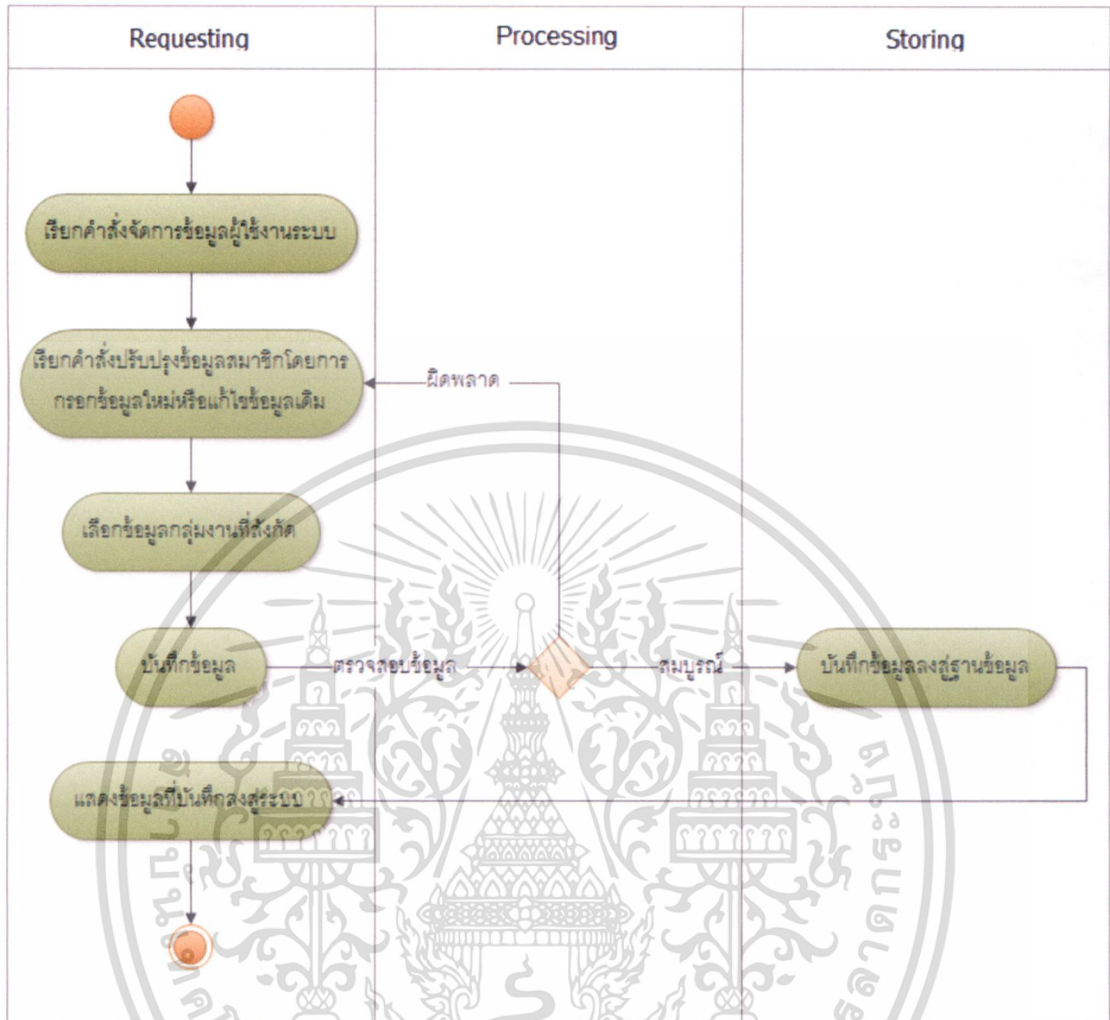 Requesting
Processing
Storing
เรียกคำสั่งจัดการข้อมูลผู้ใช้งานระบบ
เรียกคำสั่งปรับปรุงข้อมูลสมาชิกโดยการ
กรอกข้อมูลใหม่หรือแก้ไขข้อมูลเดิม
ผิดพลาด
เลือกข้อมูลกลุ่มงานที่สังกัด
บันทึกข้อมูล
ตรวจสอบข้อมูล
สมบูรณ์
บันทึกข้อมูลลงสู่ฐานข้อมูล
แสดงข้อมูลที่บันทึกลงสู่ระบบ